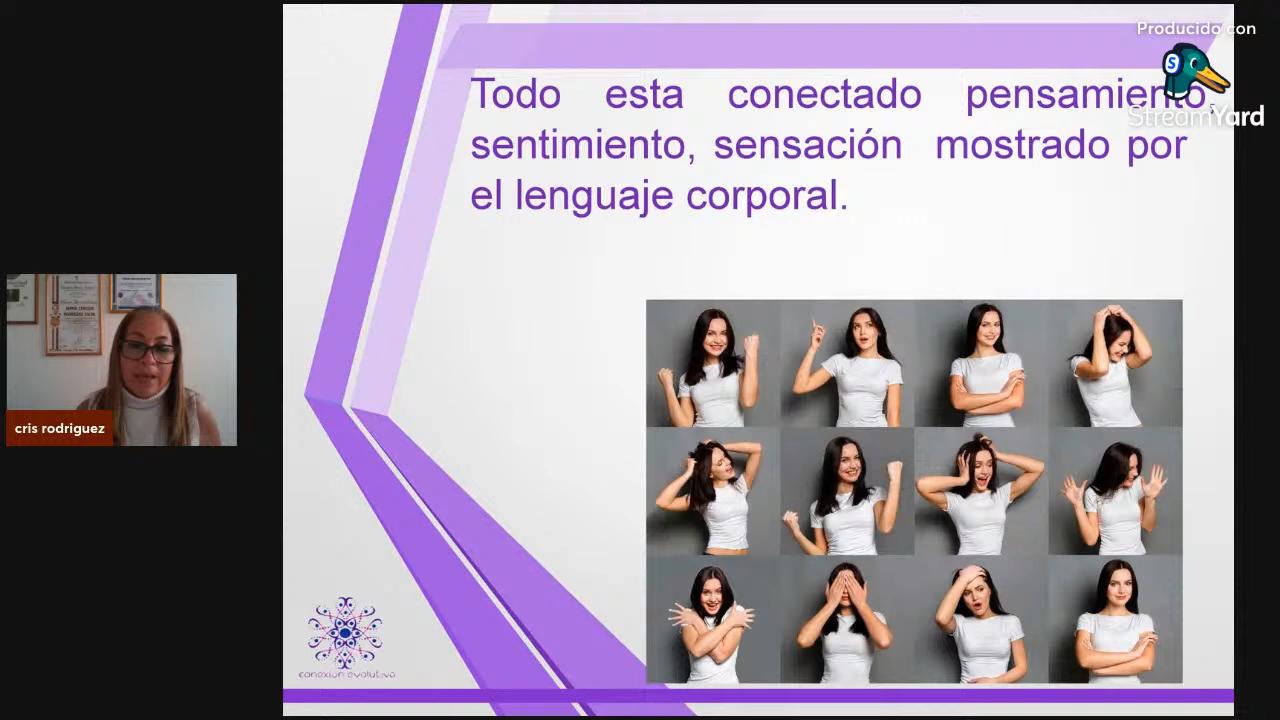 Producido con
StreamYard
Todo esta conectado pensamiento,
sentimiento, sensación mostrado por
el lenguaje corporal.
cris rodriguez
conexión evolutiva